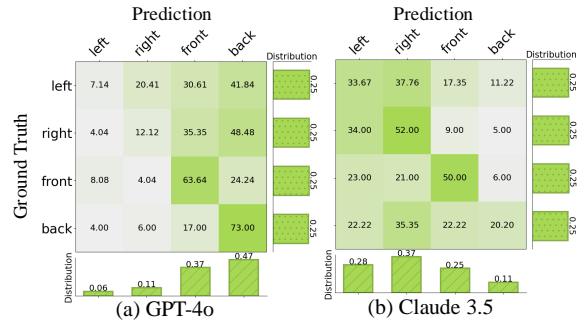 Prediction
Prediction
left
right
front
back
left
right
front
back
Distribution
Distribution
Ground Truth
left
7.14
20.41
30.61
41.84
0.25
33.67
37.76
17.35
11.22
0.25
right
4.04
12.12
35.35
48.48
0.25
34.00
52.00
9.00
5.00
0.25
front
8.08
4.04
63.64
24.24
0.25
23.00
21.00
50.00
6.00
0.25
back
4.00
6.00
17.00
73.00
0.25
22.22
35.35
22.22
20.20
0.25
Distribution
0.06
0.11
0.37
0.47
Distribution
0.28
0.37
0.25
0.11
(a) GPT-4o
(b) Claude 3.5